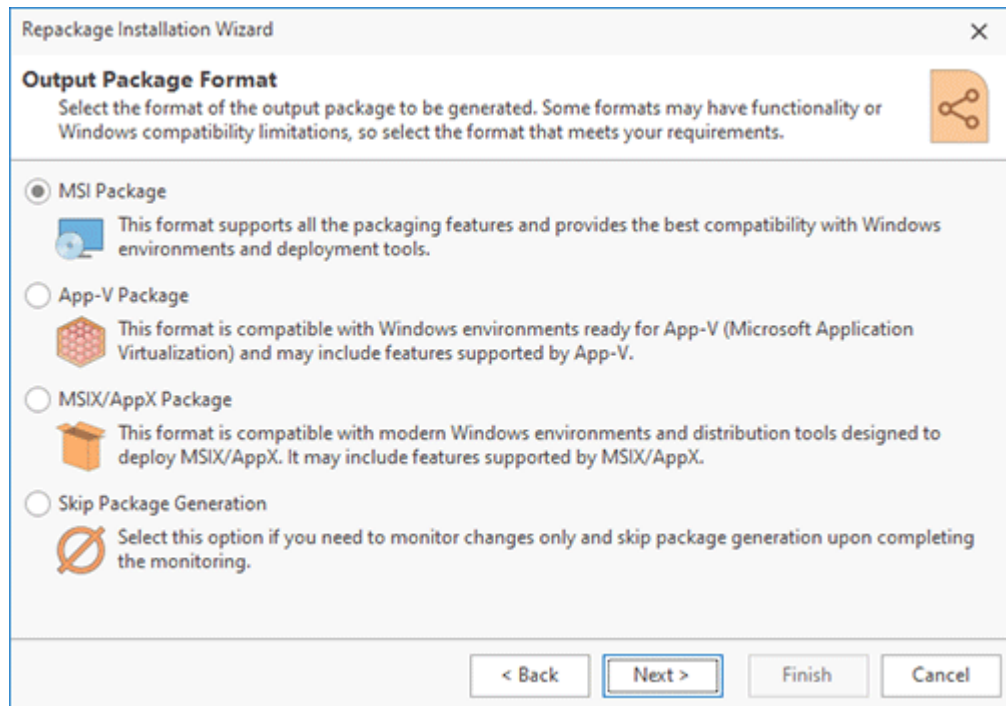 Repackage Installation Wizard
Output Package Format
Select the format of the output package to be generated. Some formats may have functionality or
Windows compatibility limitations, so select the format that meets your requirements.
MSI Package
This format supports all the packaging features and provides the best compatibility with Windows
environments and deployment tools.
App-V Package
This format is compatible with Windows environments ready for App-V (Microsoft Application
Virtualization) and may include features supported by App-V.
MSIX/AppX Package
This format is compatible with modern Windows environments and distribution tools designed to
deploy MSIX/AppX. It may include features supported by MSIX/AppX.
Skip Package Generation
Select this option if you need to monitor changes only and skip package generation upon completing
the monitoring.
< Back Next > Finish Cancel